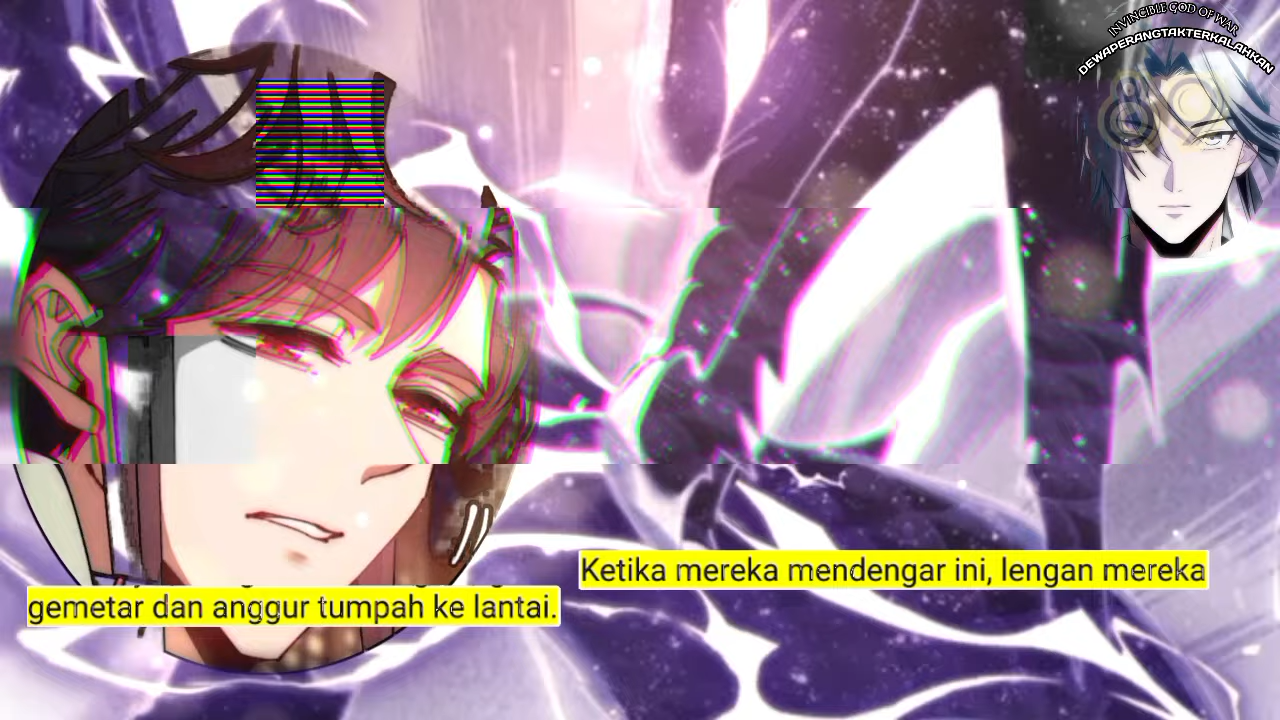 INVINCIBLE GOD OF WAR
DEWAPERANGTAKTERKALAHKAN
Ketika mereka mendengar ini, lengan mereka
gemetar dan anggur tumpah ke lantai.